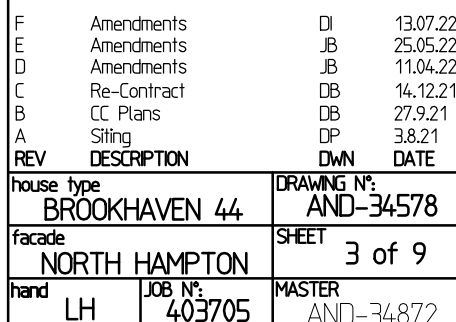 F Amendments DI 13.07.22
E Amendments JB 25.05.22
D Amendments JB 11.04.22
C Re-Contract DB 14.12.21
B CC Plans DB 27.9.21
A Siting DP 3.8.21
REV DESCRIPTION DWN DATE
house type DRAWING Nº:
BROOKHAVEN 44 AND-34578
facade SHEET
NORTH HAMPTON 3 of 9
hand JOB Nº: MASTER
LH 403705 AND-34872